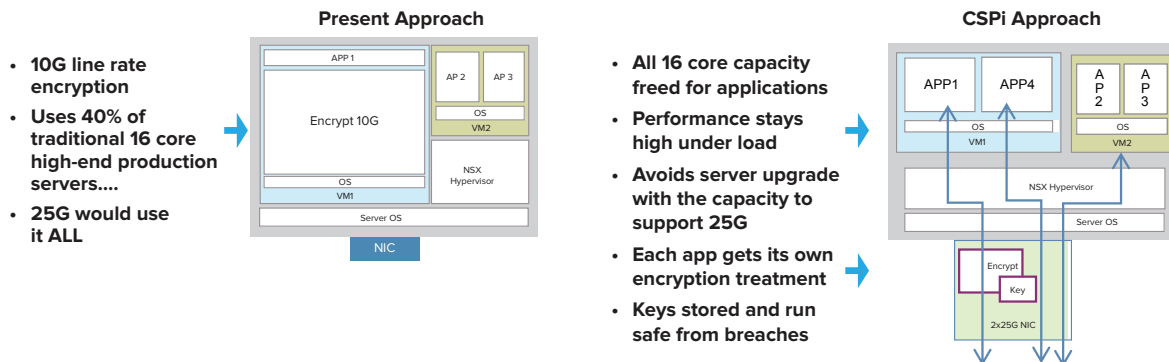 Present Approach
• 10G line rate
encryption
• Uses 40% of
traditional 16 core
high-end production
servers....
• 25G would use
it ALL
APP 1
Encrypt 10G
OS
VM1
AP 2
AP 3
OS
VM2
NSX
Hypervisor
Server OS
NIC
CSPi Approach
• All 16 core capacity
freed for applications
• Performance stays
high under load
• Avoids server upgrade
with the capacity to
support 25G
• Each app gets its own
encryption treatment
• Keys stored and run
safe from breaches
APP1
APP4
OS
VM1
A
P
2
A
P
3
OS
VM2
NSX Hypervisor
Server OS
Encrypt
Key
2x25G NIC